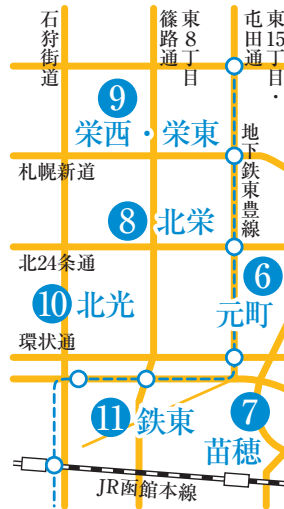 石狩街道
東8丁目
篠路通
東15丁目・
屯田通
9
栄西・栄東
地下鉄東豊線
札幌新道
8 北栄
北24条通
6
元町
10 北光
環状通
11 鉄東
7
苗穂
JR函館本線